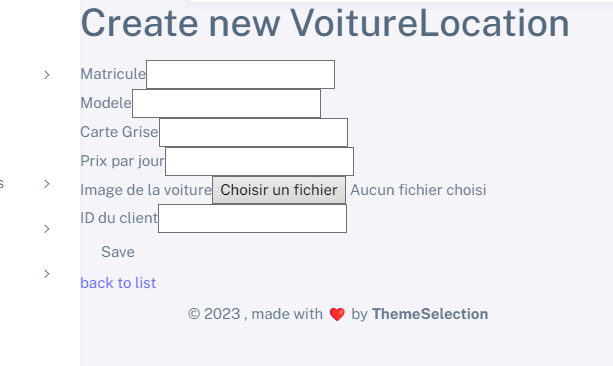 Create new VoitureLocation
Matricule
Modele
Carte Grise
Prix par jour
Image de la voiture Choisir un fichier Aucun fichier choisi
s
ID du client
Save
back to list
© 2023 , made with ❤️ by ThemeSelection